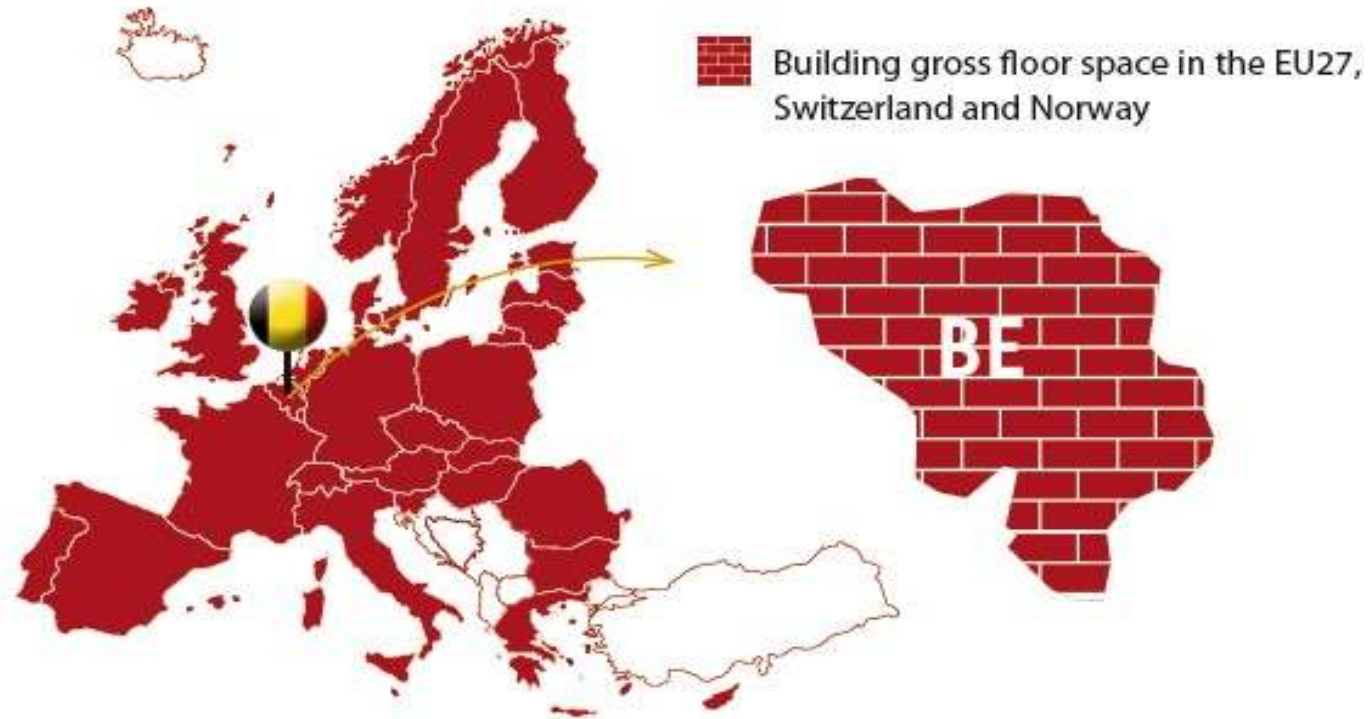 Building gross floor space in the EU27,
Switzerland and Norway
BE